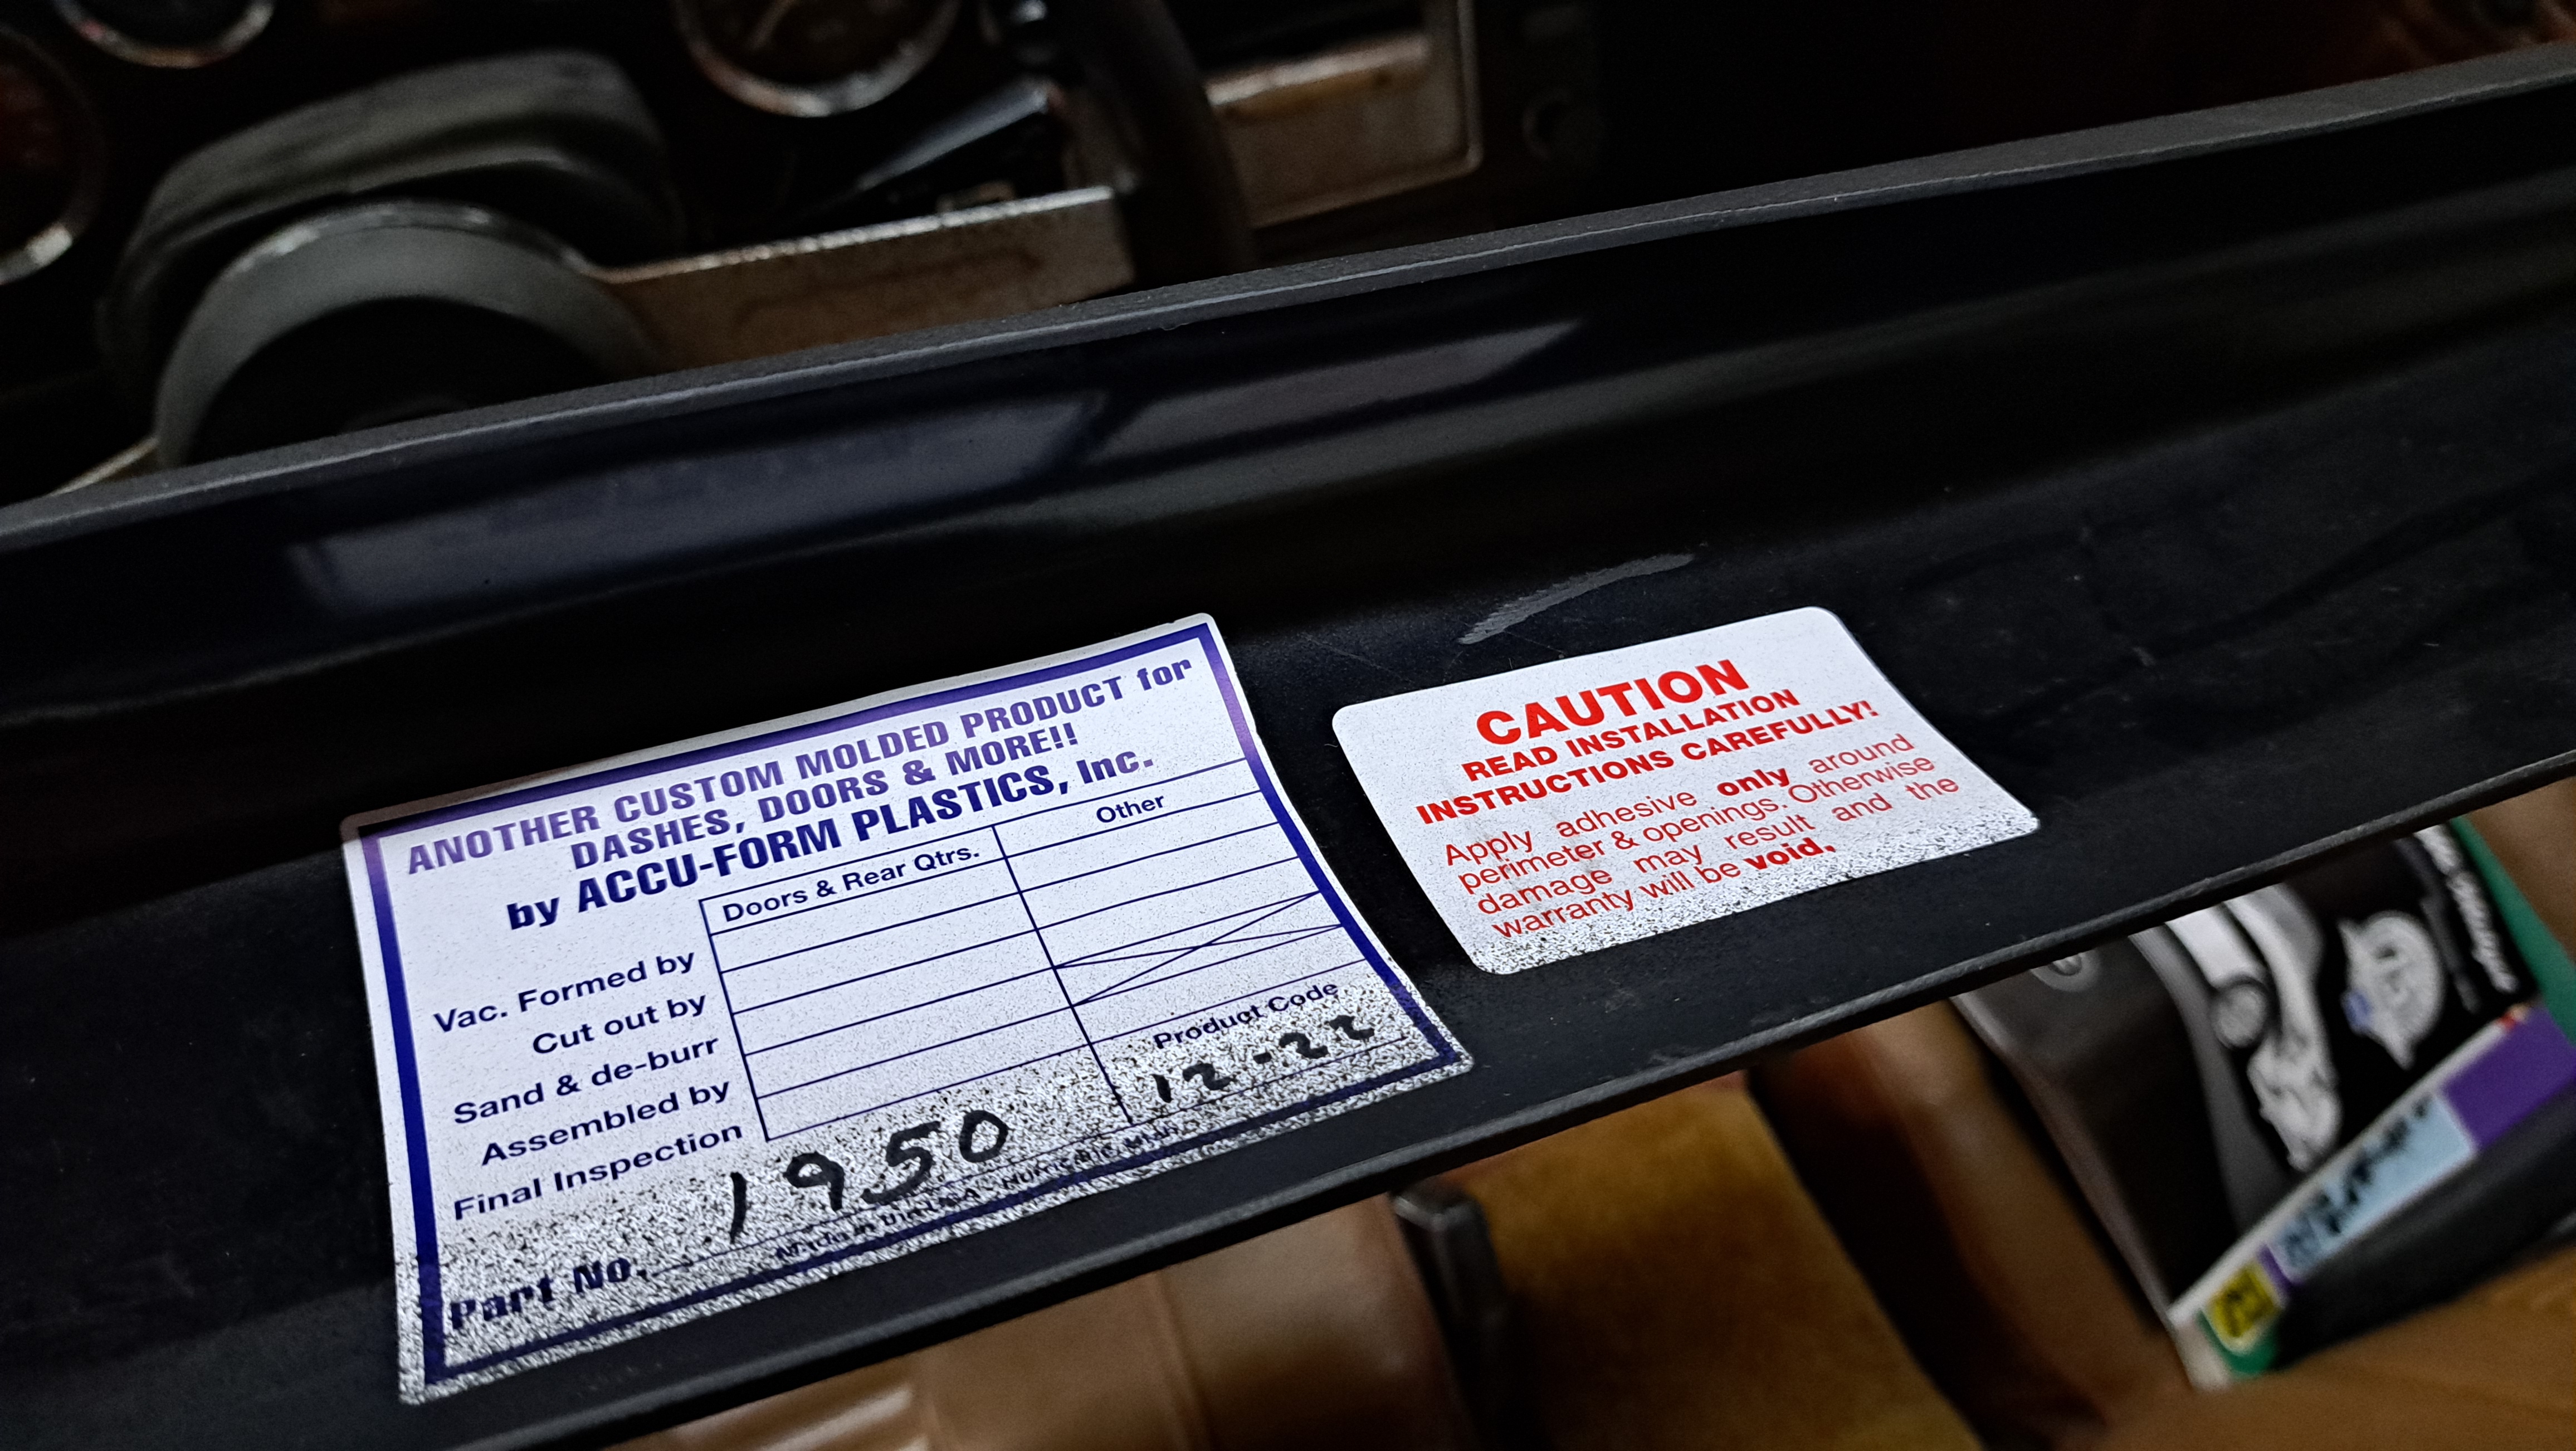 ANOTHER CUSTOM MOLDED PRODUCT for
DASHES, DOORS & MORE!!
by ACCU-FORM PLASTICS, Inc.
Doors & Rear Qtrs.
Other
Vac. Formed by
Cut out by
Sand & de-burr
Assembled by
Final Inspection
Product Code
12-22
Part No. 1950
Made in
CAUTION
READ INSTALLATION
INSTRUCTIONS CAREFULLY!
Apply adhesive only around
perimeter & openings. Otherwise
damage may result and the
warranty will be void.